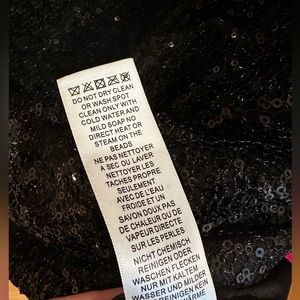 DO NOT DRY CLEAN
OR WASH SPOT
CLEAN ONLY WITH
COLD WATER AND
MILD SOAP NO
DIRECT HEAT OR
STEAM ON THE
BEADS
NE PAS NETTOYER
À SEC OU LAVER
NETTOYER LES
TACHES PROPRE
SEULEMENT
AVEC DE L'EAU
FROIDE ET UN
SAVON DOUX PAS
DE CHALEUR OU DE
VAPEUR DIRECTE
SUR LES PERLES
NICHT CHEMISCH
REINIGEN ODER
WASCHEN FLECKEN
NUR MIT KALTEM
WASSER UND MILDER
REINIGEN KEIN
WÄRME